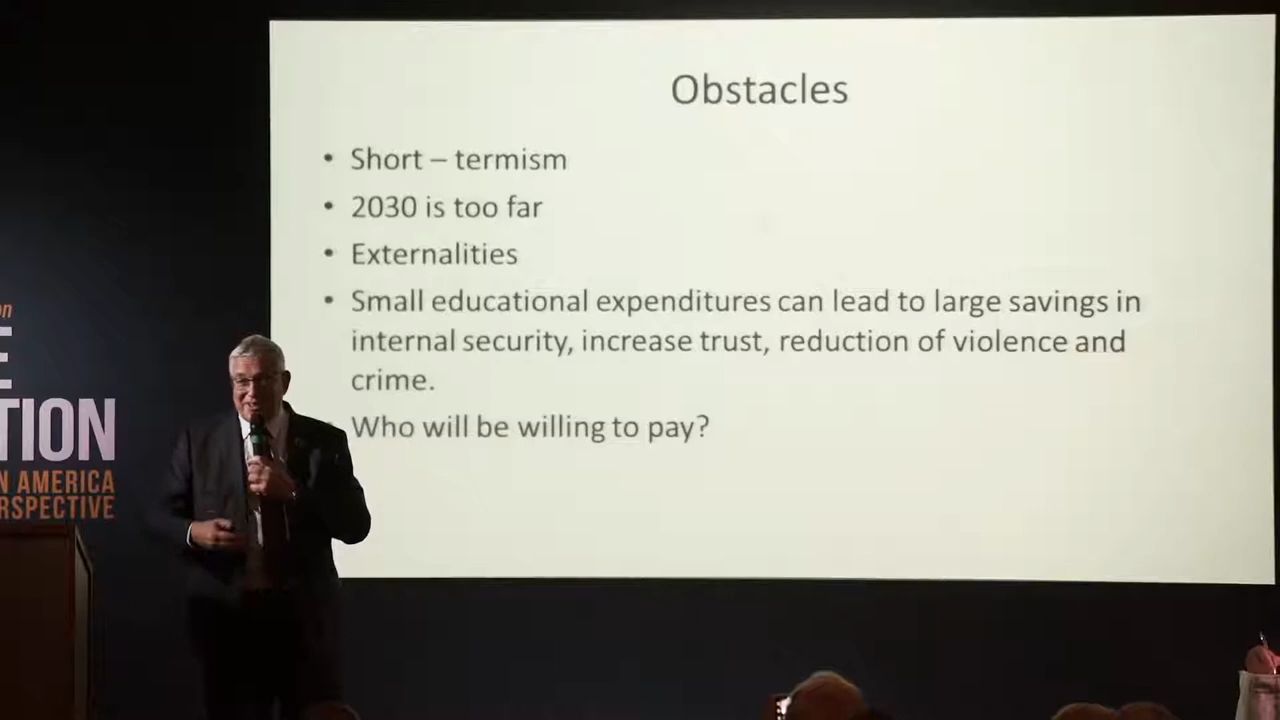 Obstacles
• Short – termism
• 2030 is too far
• Externalities
• Small educational expenditures can lead to large savings in
internal security, increase trust, reduction of violence and
crime.
Who will be willing to pay?
on
E
TION
N AMERICA
RSPECTIVE